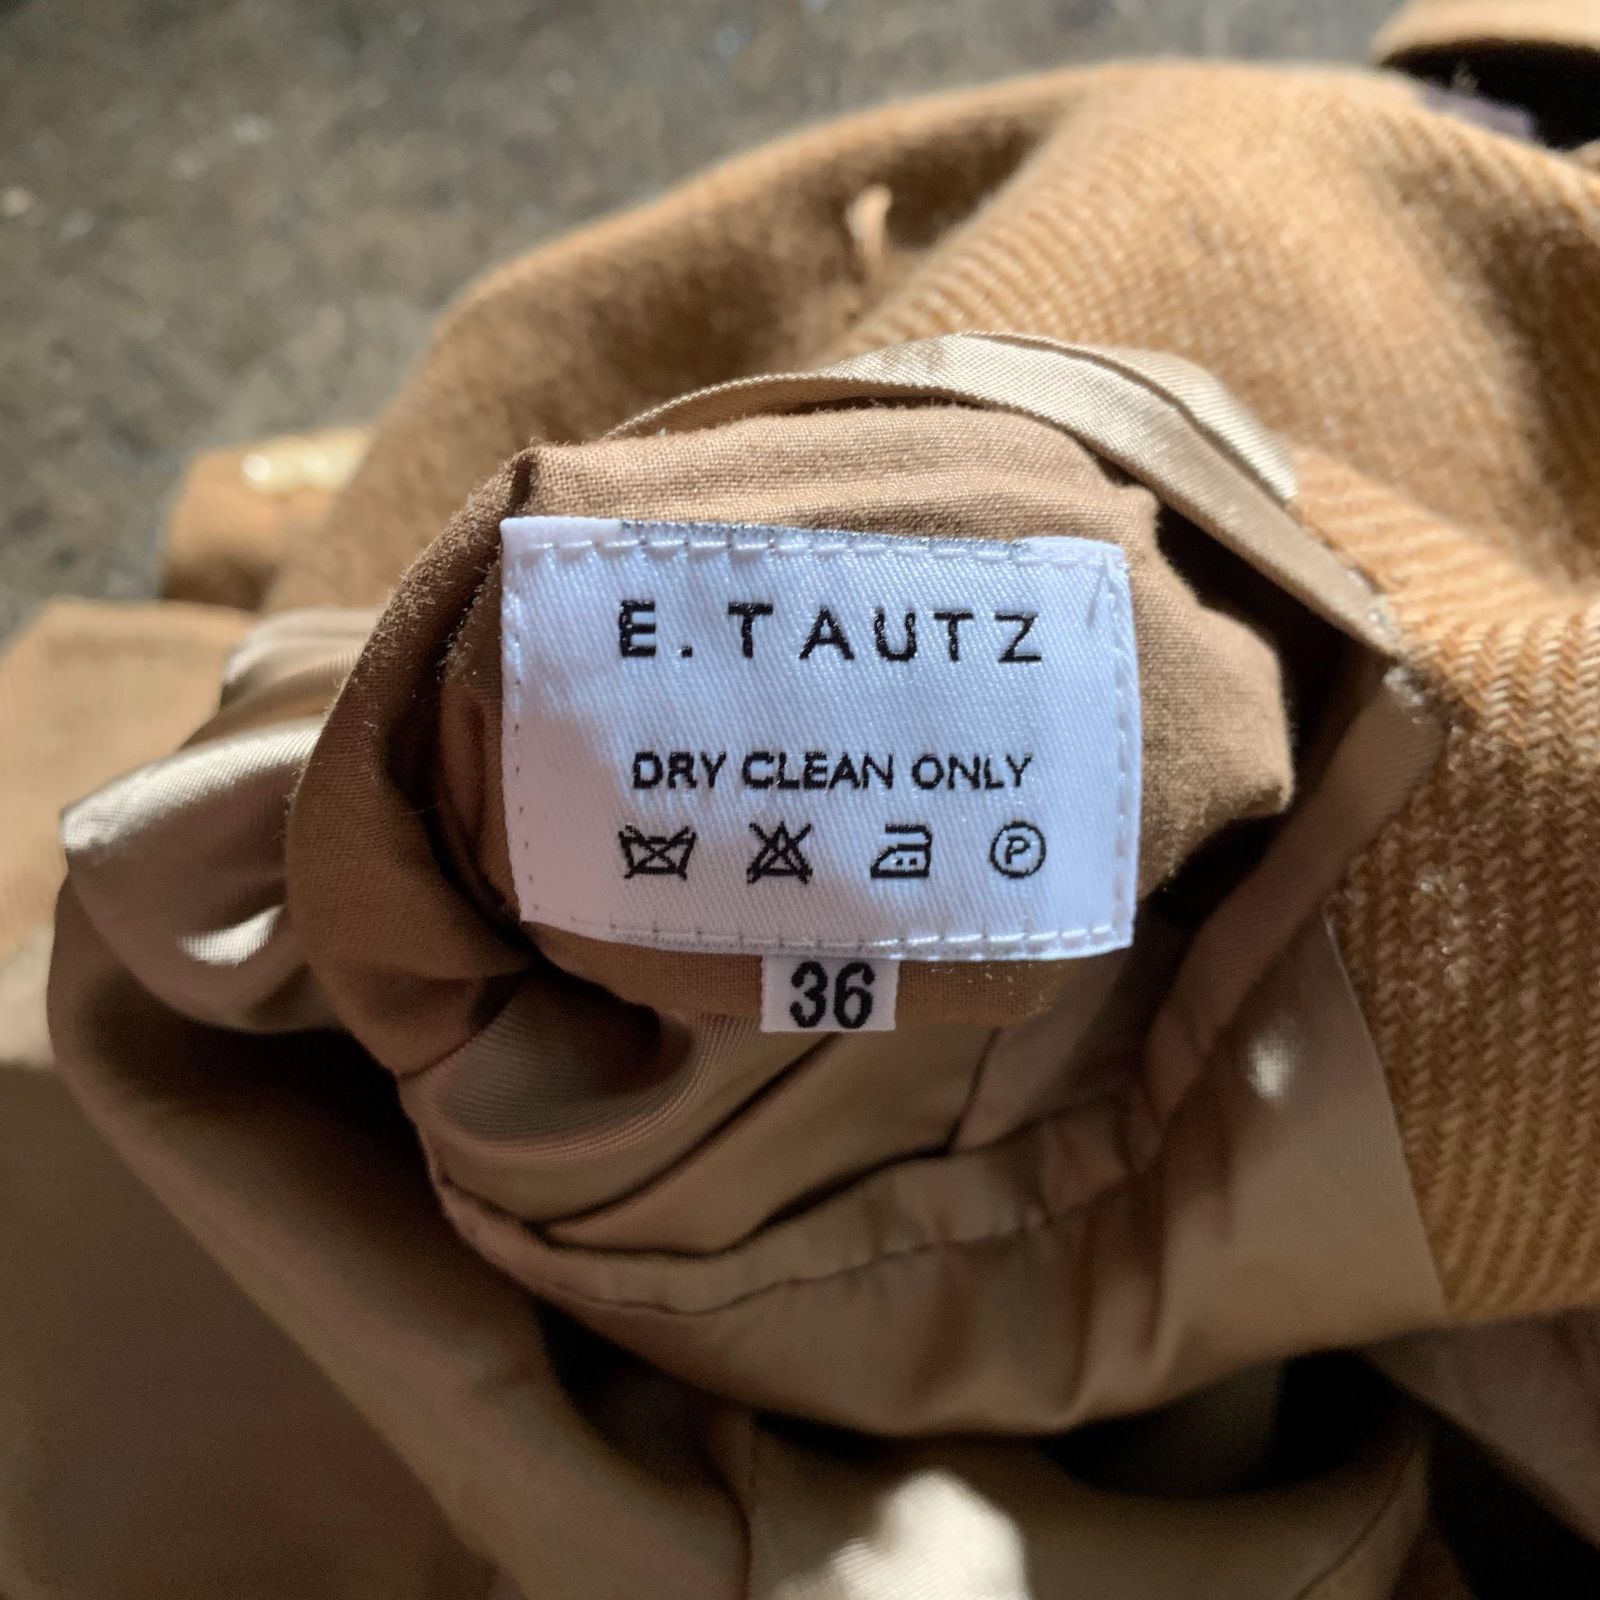 E. TAUTZ
DRY CLEAN ONLY
P
36